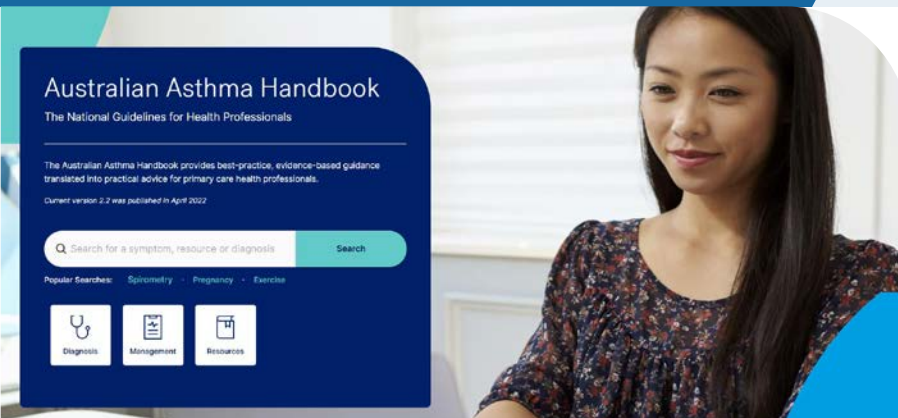 Australian Asthma Handbook
The National Guidelines for Health Professionals
The Australian Asthma Handbook provides best-practice, evidence-based guidance
translated into practical advice for primary care health professionals.
Current version 2.2 was published in April 2022
Search for a symptom, resource or diagnosis
Search
Popular Searches: Spirometry - Pregnancy - Exercise
Diagnosis
Management
Resources